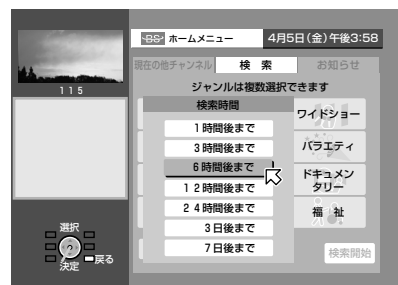 BS ホームメニュー
4月5日(金)午後3:58
現在の他チャンネル 検 索 お知らせ
115
ジャンルは複数選択できます
検索時間
1時間後まで
3時間後まで
6時間後まで
12時間後まで
24時間後まで
3日後まで
7日後まで
ワイドショー
バラエティ
ドキュメン
タリー
福 祉
検索開始
選択
戻る
決定